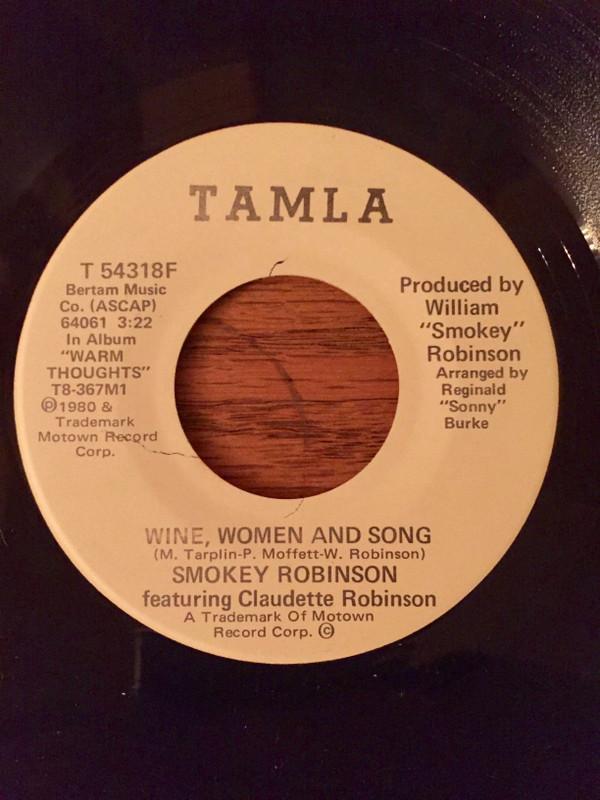 TAMLA
T 54318F
Bertam Music
Co. (ASCAP)
64061 3:22
In Album
"WARM
THOUGHTS"
T8-367M1
℗1980 &
Trademark
Motown Record
Corp.
Produced by
William
"Smokey"
Robinson
Arranged by
Reginald
"Sonny"
Burke
WINE, WOMEN AND SONG
(M. Tarplin-P. Moffett-W. Robinson)
SMOKEY ROBINSON
featuring Claudette Robinson
A Trademark Of Motown
Record Corp. ©